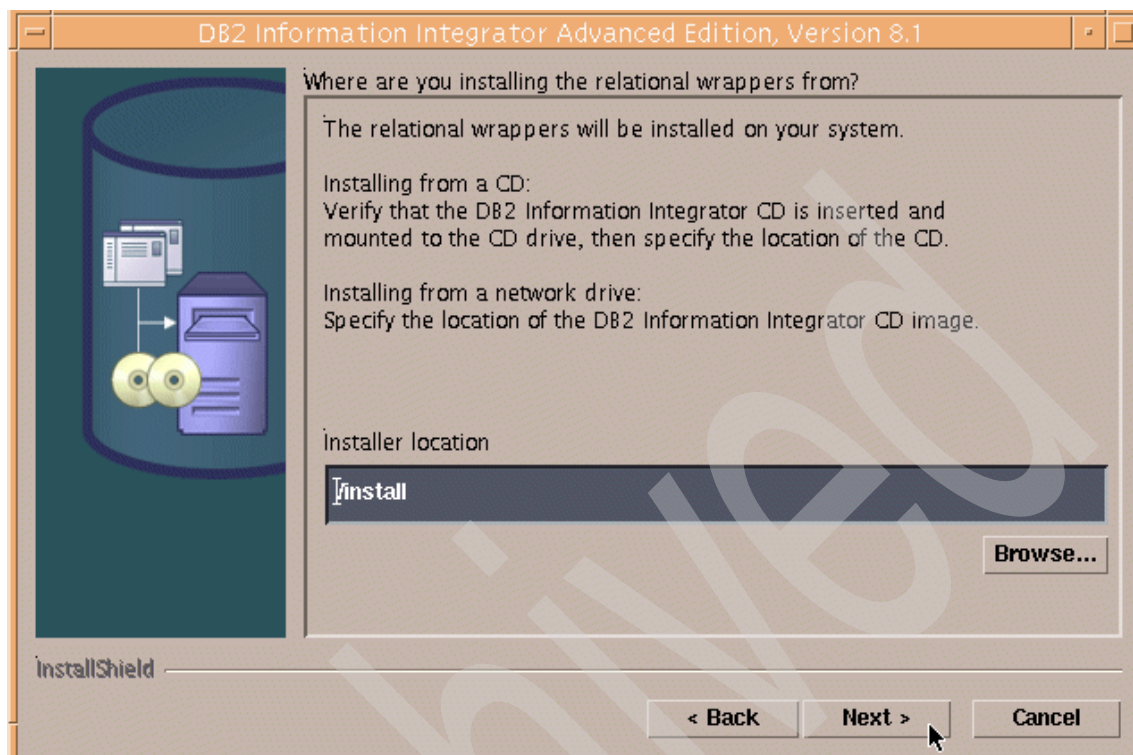 DB2 Information Integrator Advanced Edition, Version 8.1
Where are you installing the relational wrappers from?
The relational wrappers will be installed on your system.
Installing from a CD:
Verify that the DB2 Information Integrator CD is inserted and
mounted to the CD drive, then specify the location of the CD.
Installing from a network drive:
Specify the location of the DB2 Information Integrator CD image.
Installer location
/install
Browse...
InstallShield
< Back
Next >
Cancel